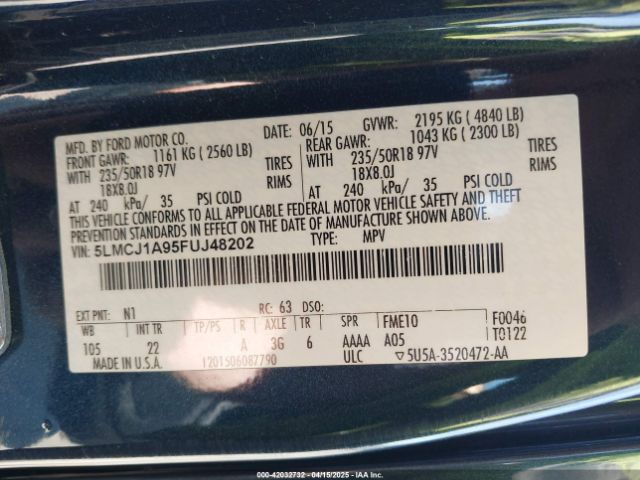 MFD. BY FORD MOTOR CO. DATE: 06/15 GVWR: 2195 KG ( 4840 LB)
FRONT GAWR: 1161 KG ( 2560 LB) REAR GAWR: 1043 KG ( 2300 LB)
WITH 235/50R18 97V TIRES WITH 235/50R18 97V TIRES
18X8.0J RIMS 18X8.0J RIMS
AT 240 kPa/ 35 PSI COLD AT 240 kPa/ 35 PSI COLD
THIS VEHICLE CONFORMS TO ALL APPLICABLE FEDERAL MOTOR VEHICLE SAFETY AND THEFT
PREVENTION STANDARDS IN EFFECT ON THE DATE OF MANUFACTURE SHOWN ABOVE.
VIN: 5LMCJ1A95FUJ48202 TYPE: MPV
EXT PNT: N1 RC: 63 DSO:
WB INT TR TP/PS R AXLE TR SPR FME10 F0046
105 22 A 3G 6 AAAA A05 T0122
MADE IN U.S.A. 1201506087790 ULC ▽5U5A-3520472-AA
000-42032732 - 04/15/2025 - IAA Inc.